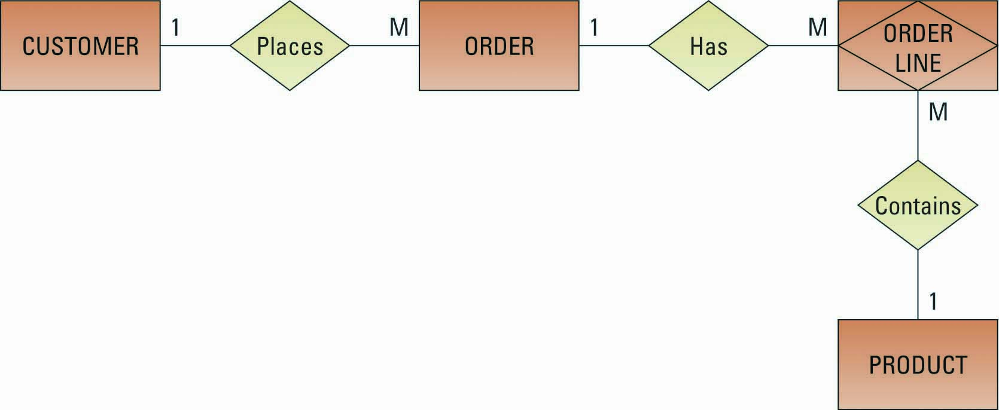 CUSTOMER
1
Places
M
ORDER
1
Has
M
ORDER
LINE
M
Contains
1
PRODUCT